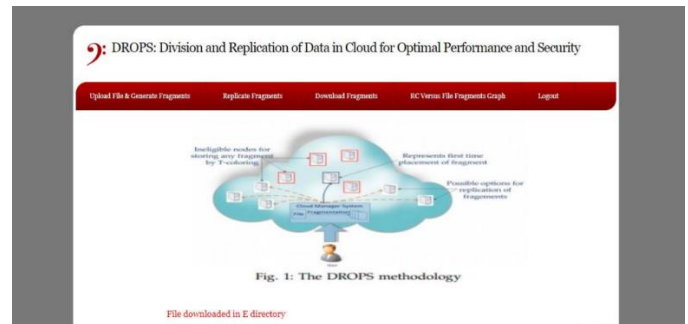 DROPS: Division and Replication of Data in Cloud for Optimal Performance and Security
Upload File & Generate Fragments Replicate Fragments Download Fragments RC Versus File Fragments Graph Logout
Ineligible nodes for
storing any fragment
by T-coloring
Represents first time
placement of fragment
Possible options for
replication of
fragements
Cloud Manager System
File Fragmentation
Fig. 1: The DROPS methodology
File downloaded in E directory